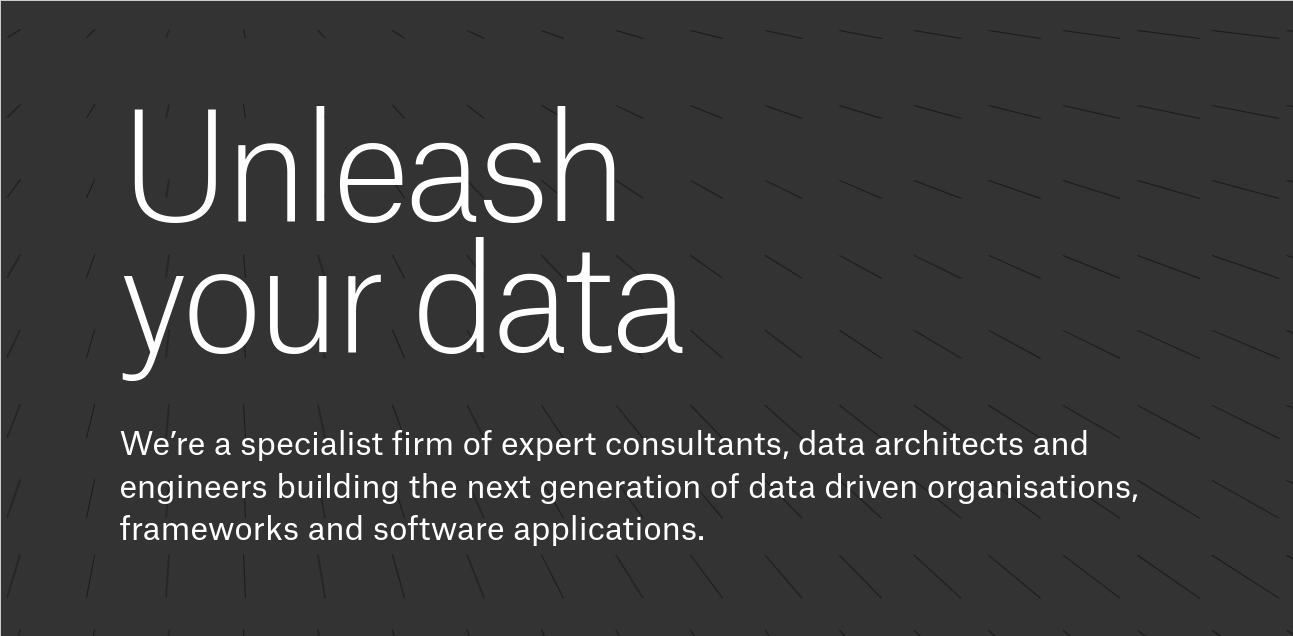 Unleash
your data
We’re a specialist firm of expert consultants, data architects and
engineers building the next generation of data driven organisations,
frameworks and software applications.